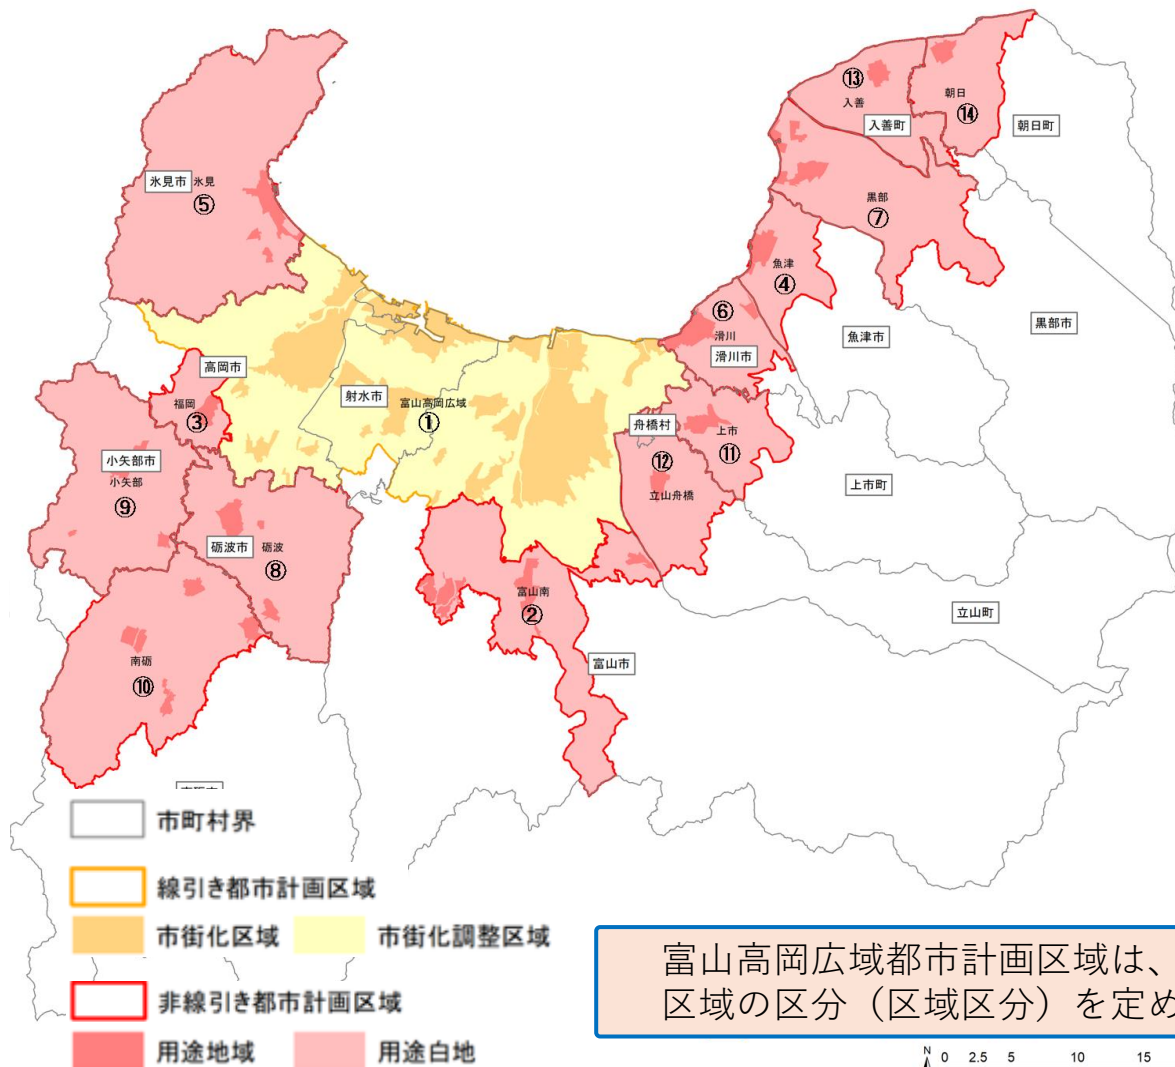 ⑬
入善
朝日
⑭
入善町
朝日町
氷見市
氷見
⑤
黒部
⑦
魚津
④
⑥
滑川
滑川市
魚津市
黒部市
高岡市
福岡
③
射水市
富山高岡広域
①
舟橋村
上市
⑪
⑫
立山舟橋
上市町
小矢部市
小矢部
⑨
砺波市
砺波
⑧
富山南
②
立山町
富山市
南砺
⑩
市町村界
線引き都市計画区域
市街化区域
市街化調整区域
非線引き都市計画区域
用途地域
用途白地
富山高岡広域都市計画区域は、
区域の区分（区域区分）を定め
N 0 2.5 5 10 15